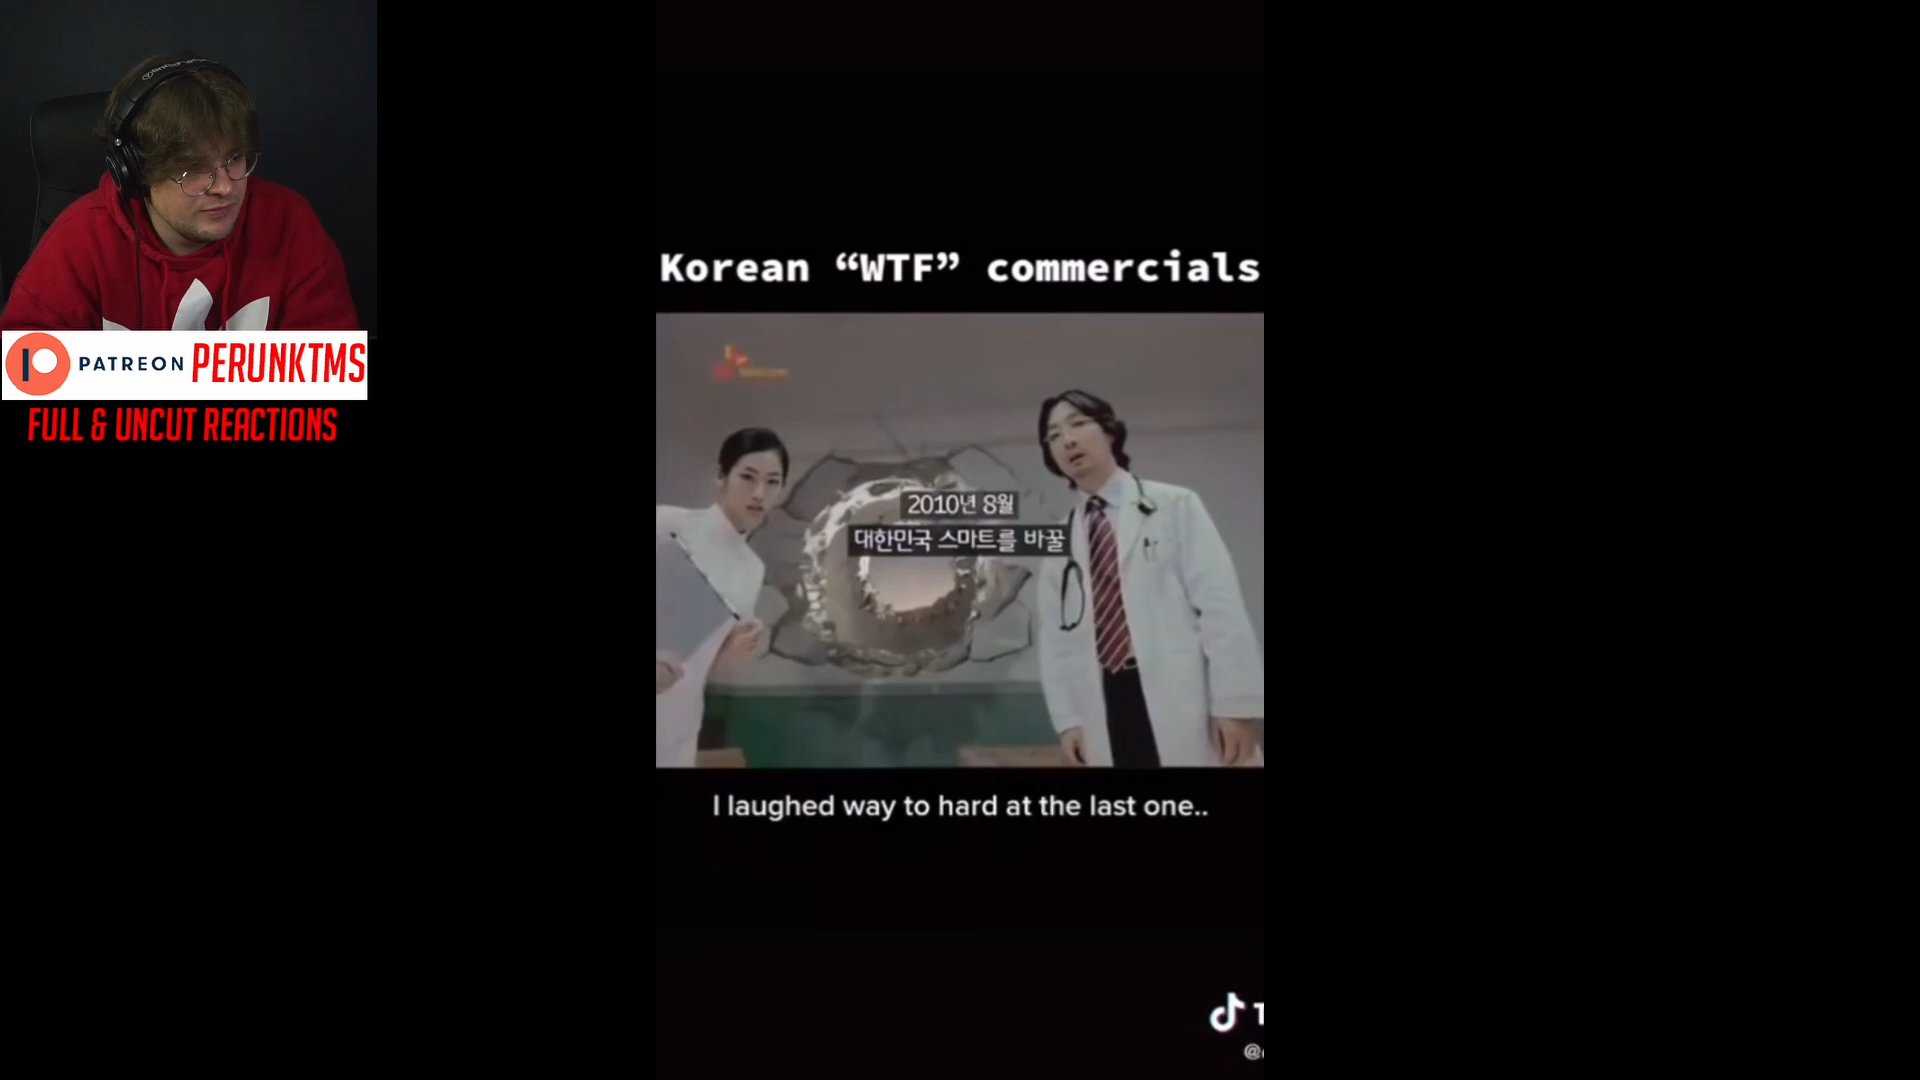 Korean “WTF” commercials
2010년 8월
대한민국 스마트를 바꿀
I laughed way to hard at the last one..
PATREON PERUNKTMS
FULL & UNCUT REACTIONS